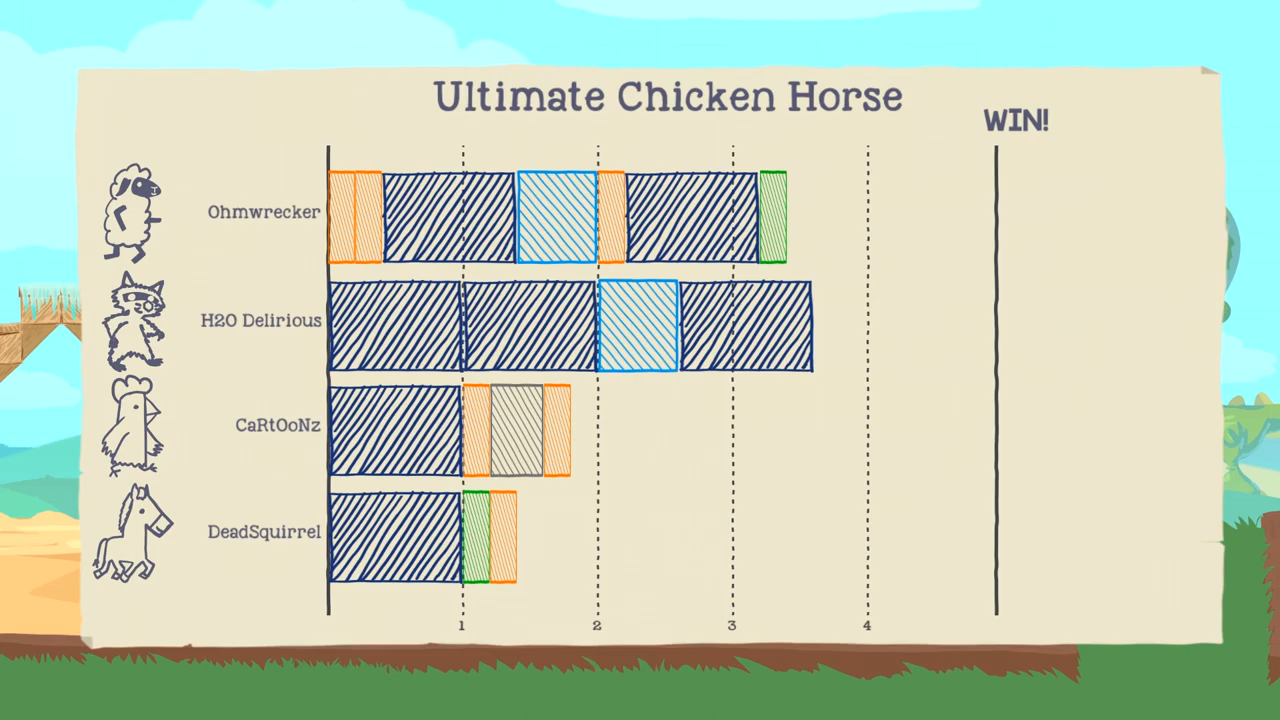 Ultimate Chicken Horse
WIN!
Ohmwrecker
H2O Delirious
CaRtOoNz
DeadSquirrel
1 2 3 4